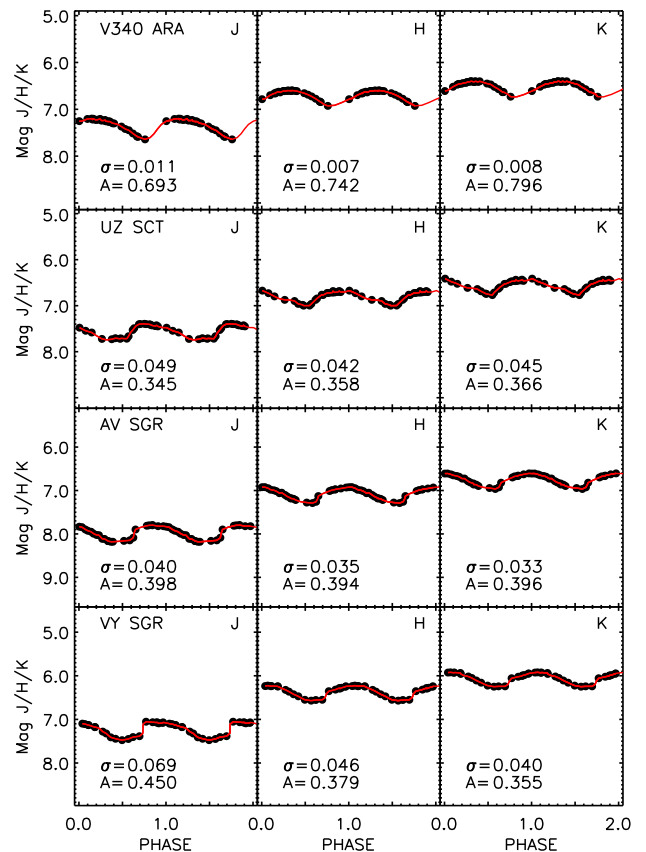 V340 ARA J H K
5.0
6.0
7.0
8.0
Mag J/H/K
σ=0.011 σ=0.007 σ=0.008
A=0.693 A=0.742 A=0.796
UZ SCT J H K
5.0
6.0
7.0
8.0
Mag J/H/K
σ=0.049 σ=0.042 σ=0.045
A=0.345 A=0.358 A=0.366
AV SGR J H K
6.0
7.0
8.0
9.0
Mag J/H/K
σ=0.040 σ=0.035 σ=0.033
A=0.398 A=0.394 A=0.396
VY SGR J H K
5.0
6.0
7.0
8.0
Mag J/H/K
σ=0.069 σ=0.046 σ=0.040
A=0.450 A=0.379 A=0.355
0.0 1.0 0.0 1.0 0.0 1.0 2.0
PHASE PHASE PHASE